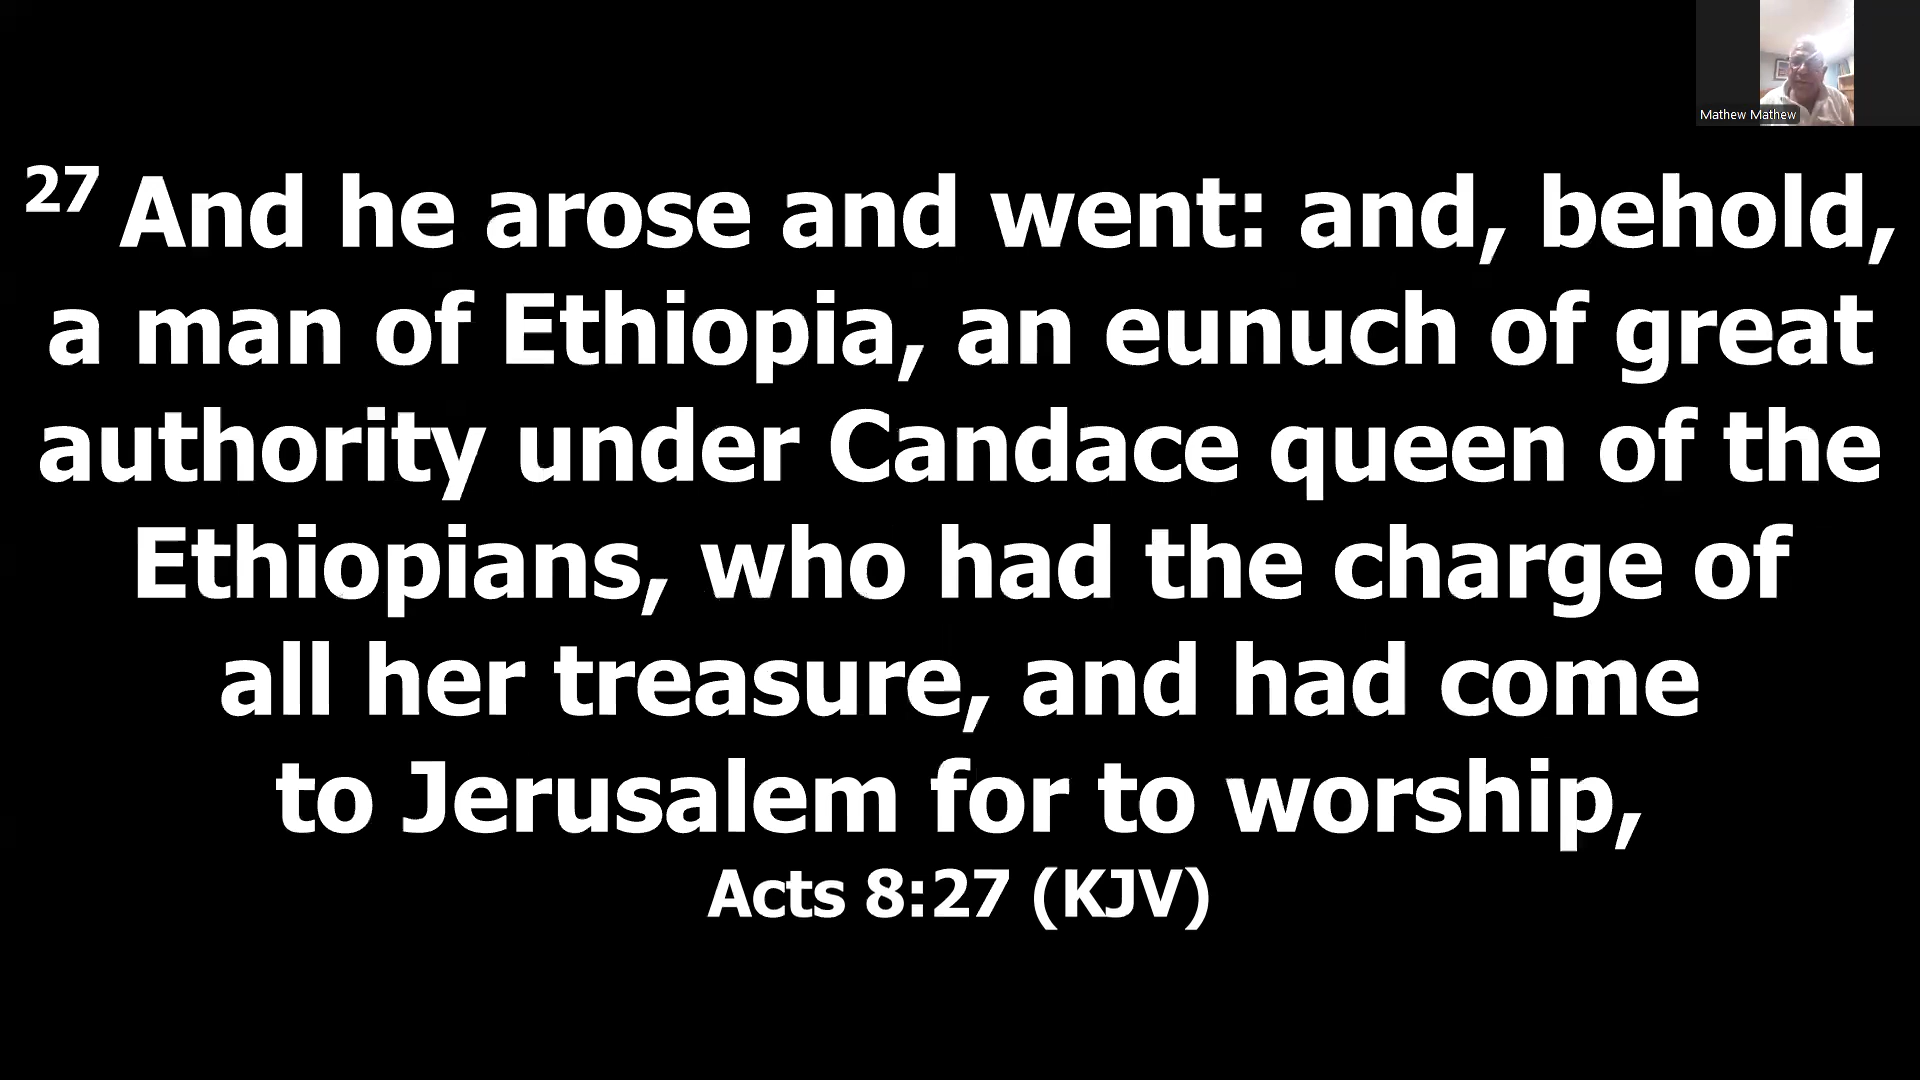 Mathew Mathew
27 And he arose and went: and, behold,
a man of Ethiopia, an eunuch of great
authority under Candace queen of the
Ethiopians, who had the charge of
all her treasure, and had come
to Jerusalem for to worship,
Acts 8:27 (KJV)